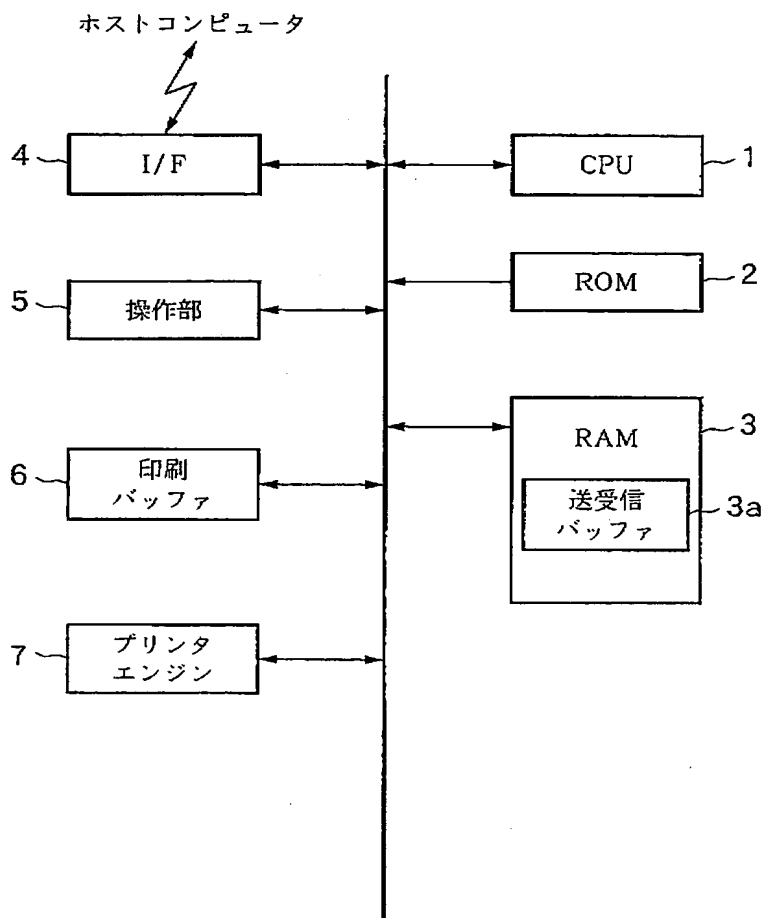 ホストコンピュータ
4
I/F
CPU
1
ROM
2
5
操作部
RAM
3
6
印刷
バッファ
送受信
バッファ
3a
7
プリンタ
エンジン